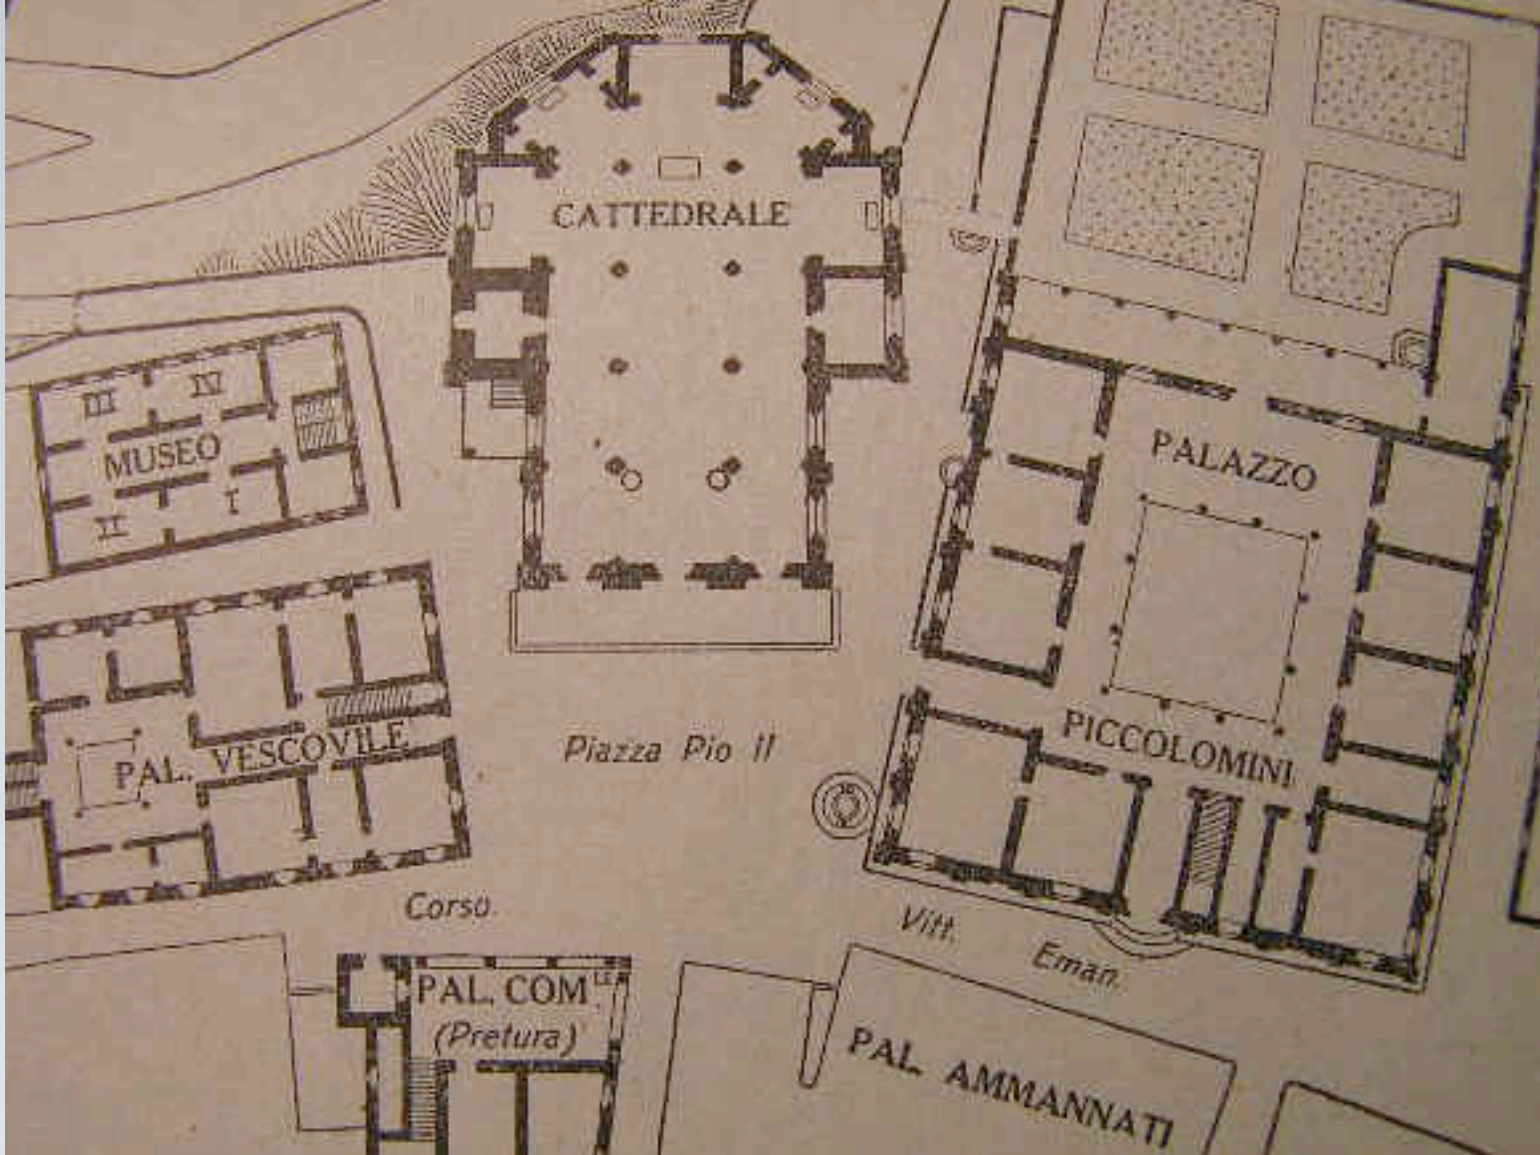 CATTEDRALE
III
IV
MUSEO
VI
I
PALAZZO
PICCOLOMINI
PAL. VESCOVILE
Piazza Pio II
Corso.
Vitt.
Eman.
PAL. COM.LE
(Pretura)
PAL. AMMANNATI